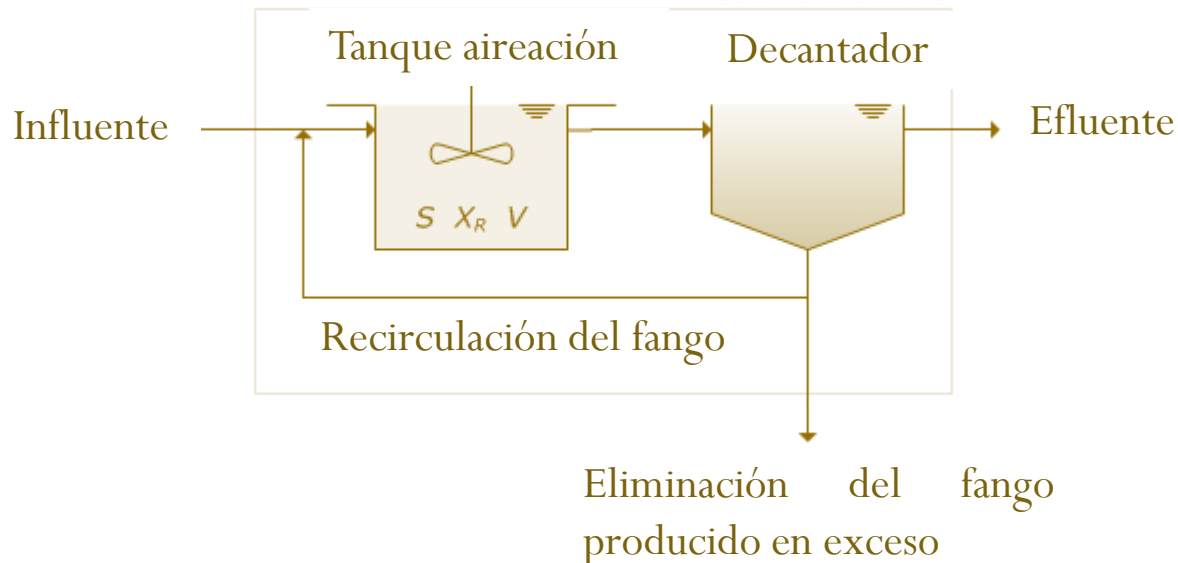 Tanque aireación
Decantador
Influente
Efluente
S X_R V
Recirculación del fango
Eliminación del fango
producido en exceso